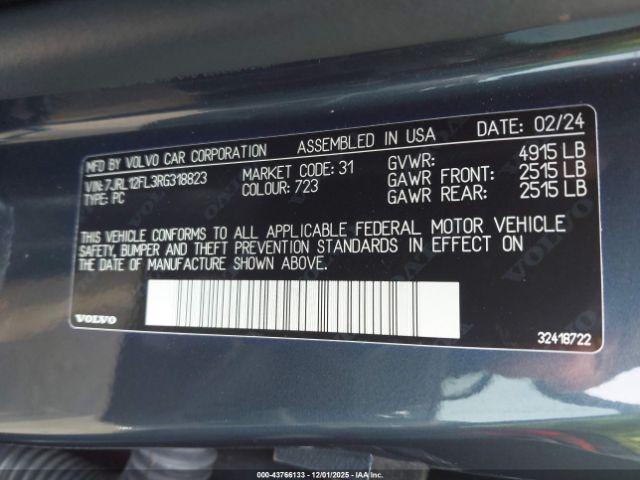 MFD BY VOLVO CAR CORPORATION ASSEMBLED IN USA DATE: 02/24
VIN: 7JRL12FL3RG318823 MARKET CODE: 31 GVWR: 4915 LB
TYPE: PC COLOUR: 723 GAWR FRONT: 2515 LB
GAWR REAR: 2515 LB
THIS VEHICLE CONFORMS TO ALL APPLICABLE FEDERAL MOTOR VEHICLE
SAFETY, BUMPER AND THEFT PREVENTION STANDARDS IN EFFECT ON
THE DATE OF MANUFACTURE SHOWN ABOVE.
VOLVO
32418722
000-43766133 - 12/01/2025 - IAA Inc.